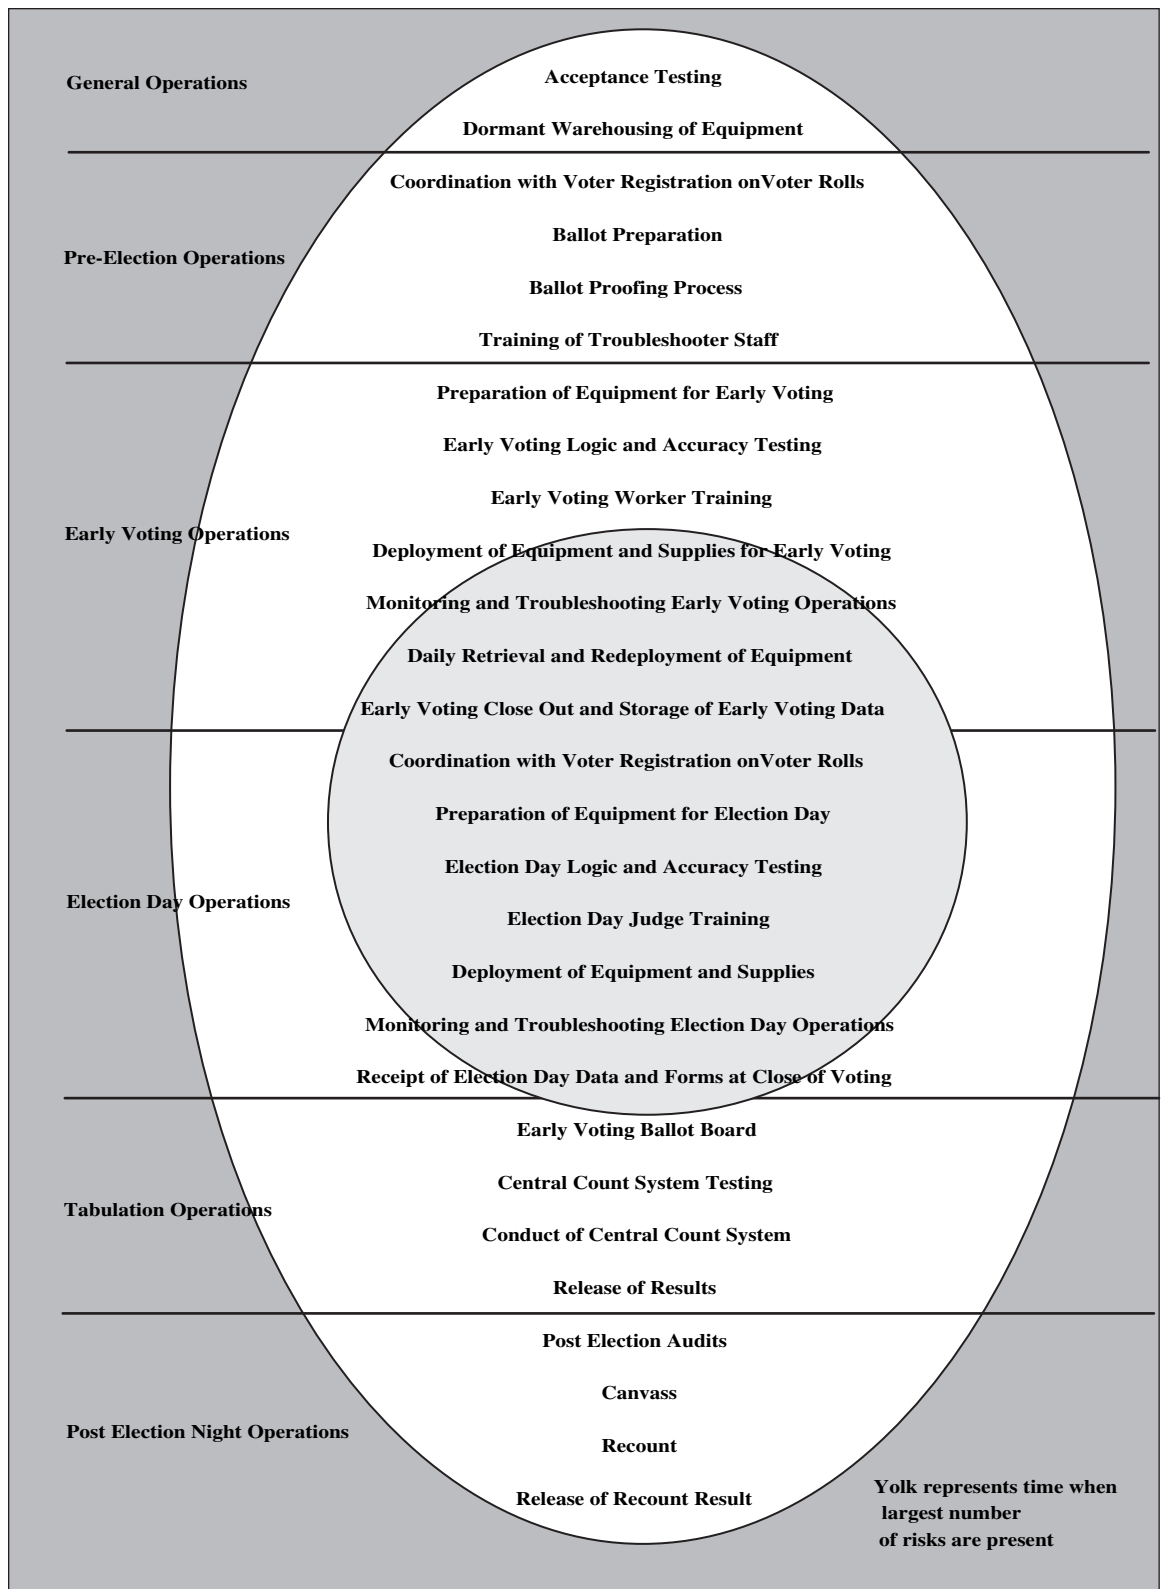 General Operations
Acceptance Testing
Dormant Warehousing of Equipment
Coordination with Voter Registration onVoter Rolls
Pre-Election Operations
Ballot Preparation
Ballot Proofing Process
Training of Troubleshooter Staff
Preparation of Equipment for Early Voting
Early Voting Logic and Accuracy Testing
Early Voting Worker Training
Early Voting Operations
Deployment of Equipment and Supplies for Early Voting
Monitoring and Troubleshooting Early Voting Operations
Daily Retrieval and Redeployment of Equipment
Early Voting Close Out and Storage of Early Voting Data
Coordination with Voter Registration onVoter Rolls
Preparation of Equipment for Election Day
Election Day Logic and Accuracy Testing
Election Day Operations
Election Day Judge Training
Deployment of Equipment and Supplies
Monitoring and Troubleshooting Election Day Operations
Receipt of Election Day Data and Forms at Close of Voting
Early Voting Ballot Board
Central Count System Testing
Tabulation Operations
Conduct of Central Count System
Release of Results
Post Election Audits
Canvass
Post Election Night Operations
Recount
Release of Recount Result
Yolk represents time when
largest number
of risks are present